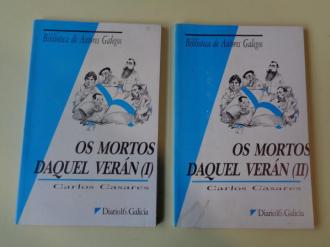 Biblioteca de Autores Galegos
OS MORTOS
DAQUEL VERÁN (I)
Carlos Casares
Diario16 Galicia
Biblioteca de Autores Galegos
OS MORTOS
DAQUEL VERÁN (II)
Carlos Casares
Diario16 Galicia